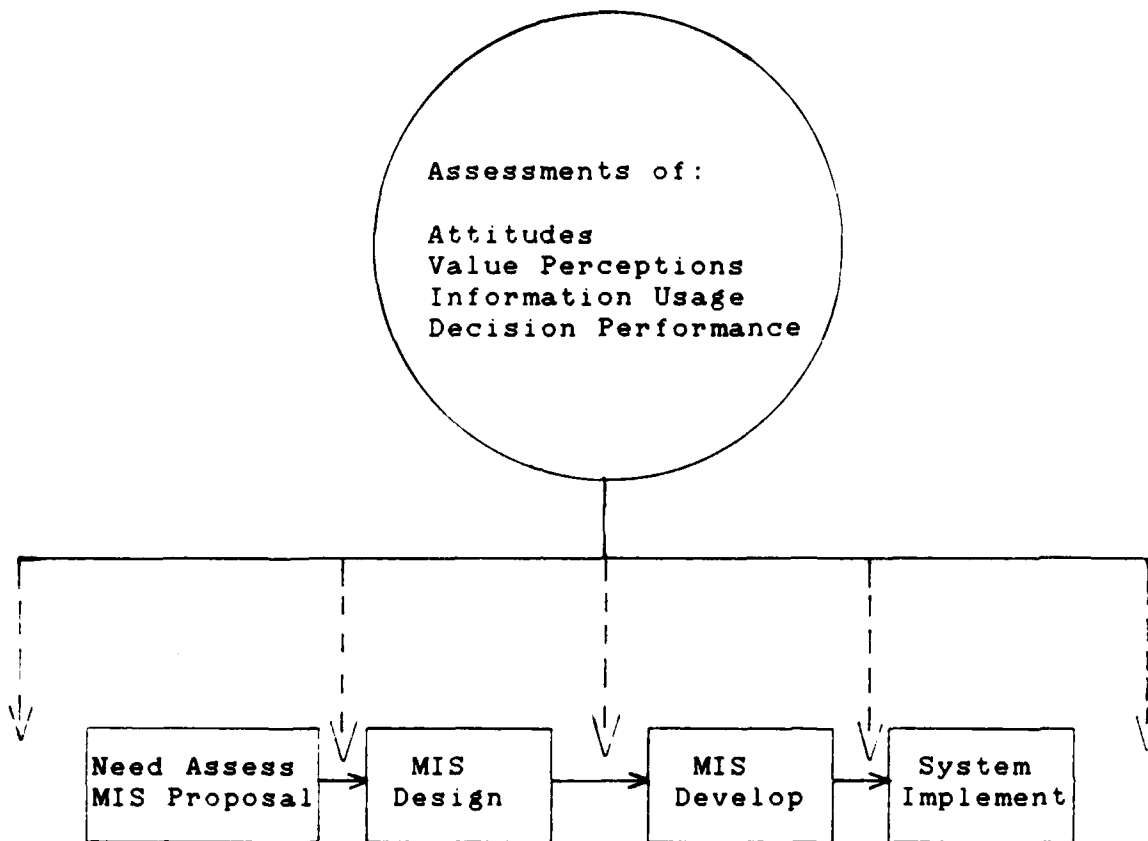 Assessments of:
Attitudes
Value Perceptions
Information Usage
Decision Performance
Need Assess
MIS Proposal
MIS
Design
MIS
Develop
System
Implement